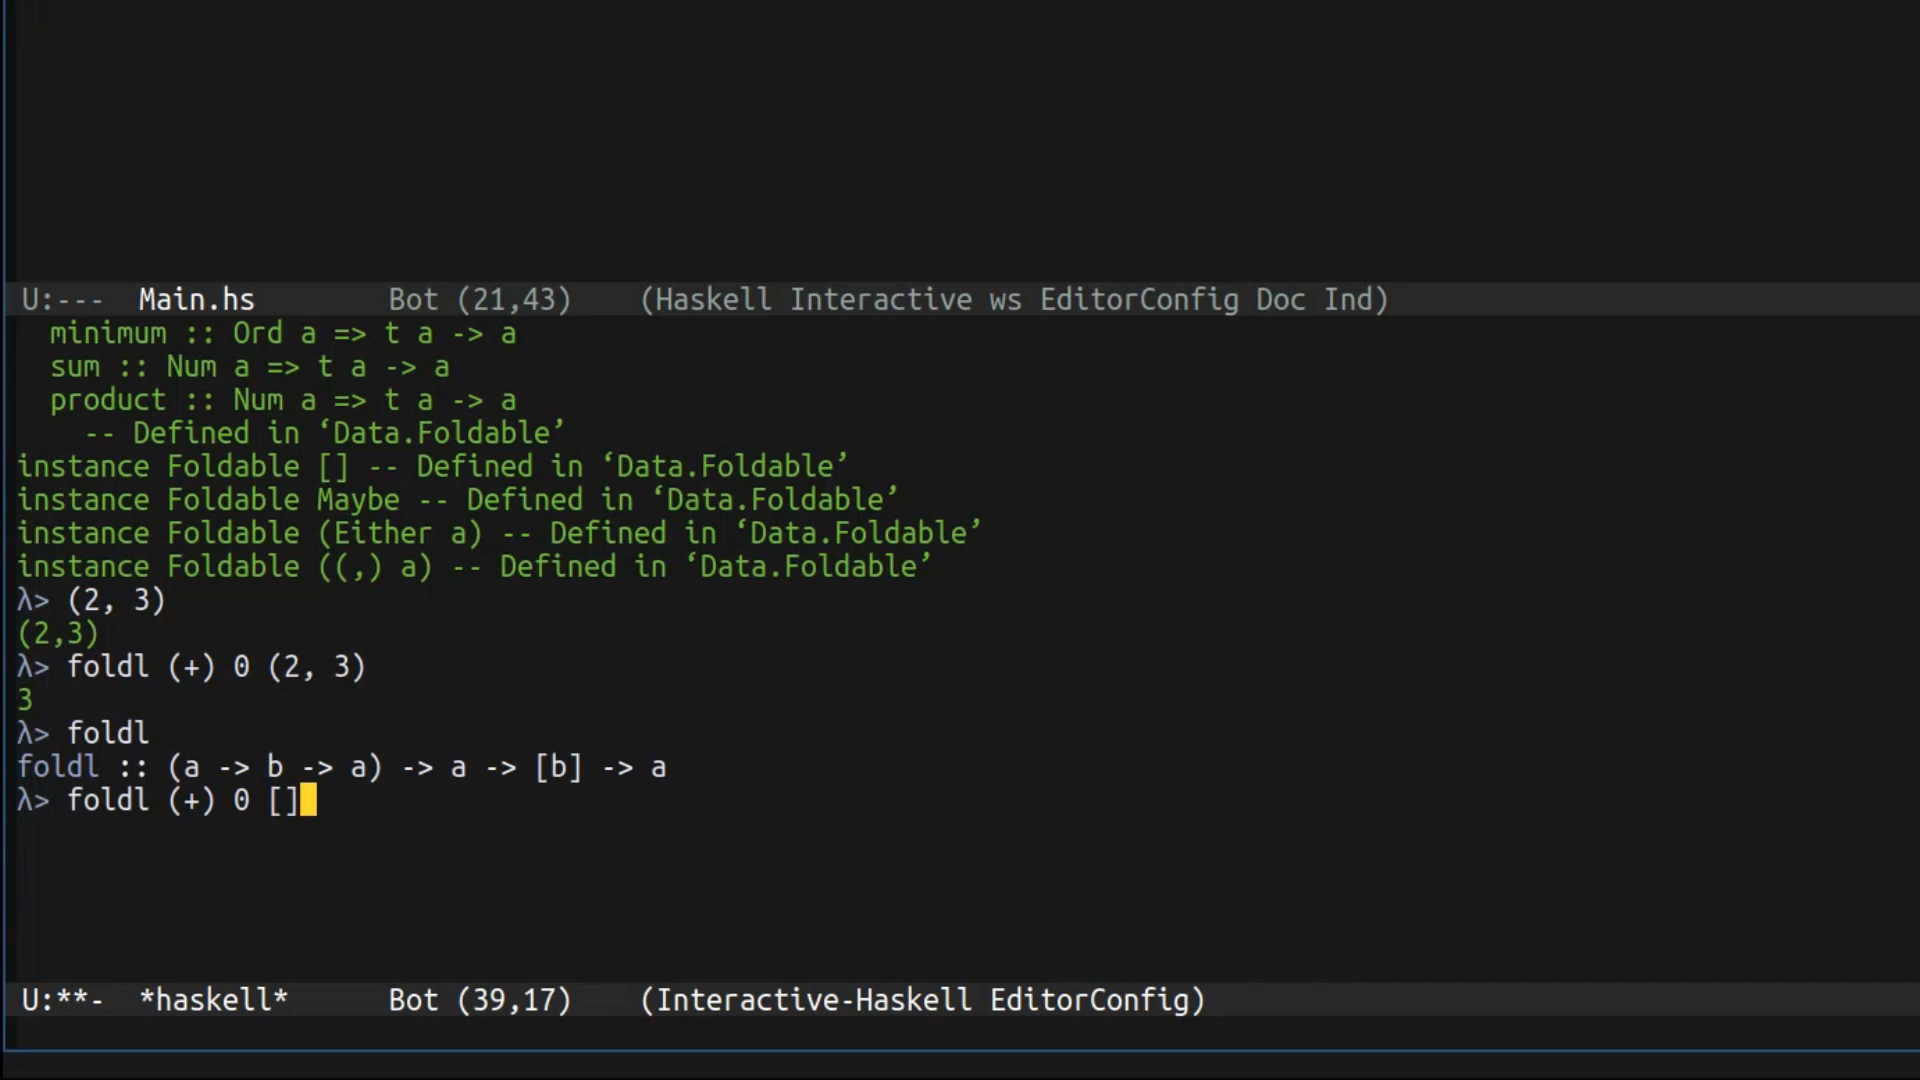 U:--- Main.hs Bot (21,43) (Haskell Interactive ws EditorConfig Doc Ind)
minimum :: Ord a => t a -> a
sum :: Num a => t a -> a
product :: Num a => t a -> a
-- Defined in ‘Data.Foldable’
instance Foldable [] -- Defined in ‘Data.Foldable’
instance Foldable Maybe -- Defined in ‘Data.Foldable’
instance Foldable (Either a) -- Defined in ‘Data.Foldable’
instance Foldable ((,) a) -- Defined in ‘Data.Foldable’
λ> (2, 3)
(2,3)
λ> foldl (+) 0 (2, 3)
3
λ> foldl
foldl :: (a -> b -> a) -> a -> [b] -> a
λ> foldl (+) 0 []
U:**- *haskell* Bot (39,17) (Interactive-Haskell EditorConfig)